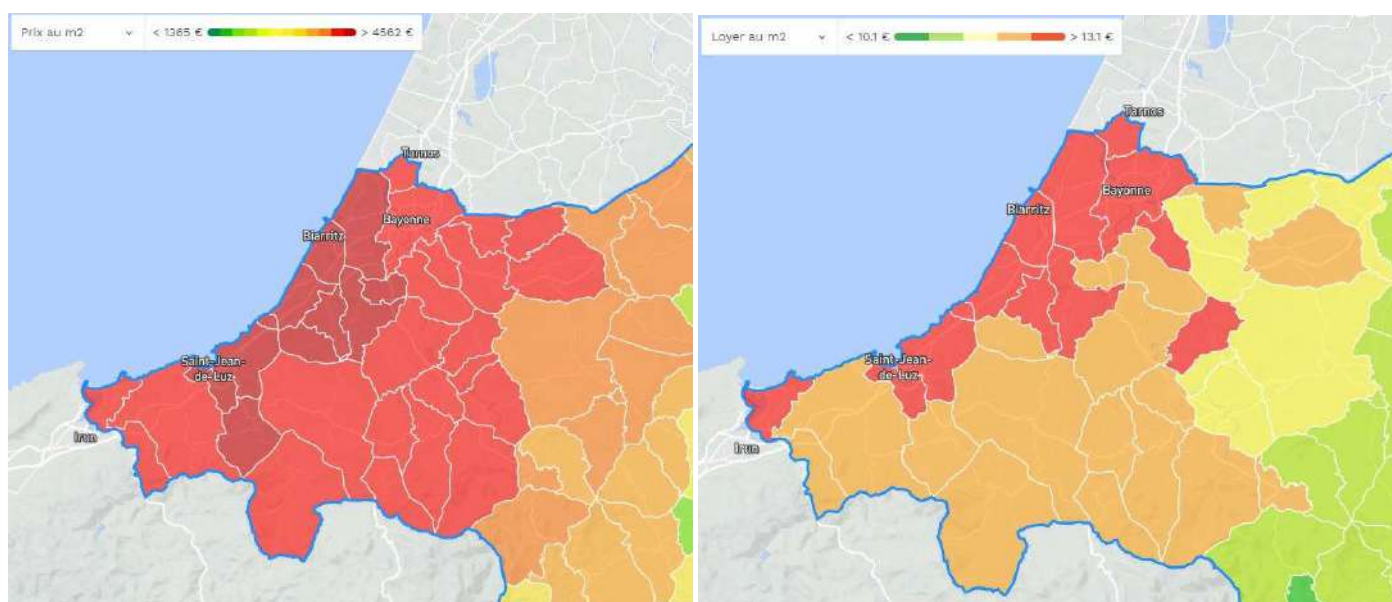 Prix au m2 < 1365 € > 4562 €
Tarnos
Bayonne
Biarritz
Saint-Jean-
de-Luz
Irun
Loyer au m2 < 10.1 € > 13.1 €
Tarnos
Bayonne
Biarritz
Saint-Jean-
de-Luz
Irun